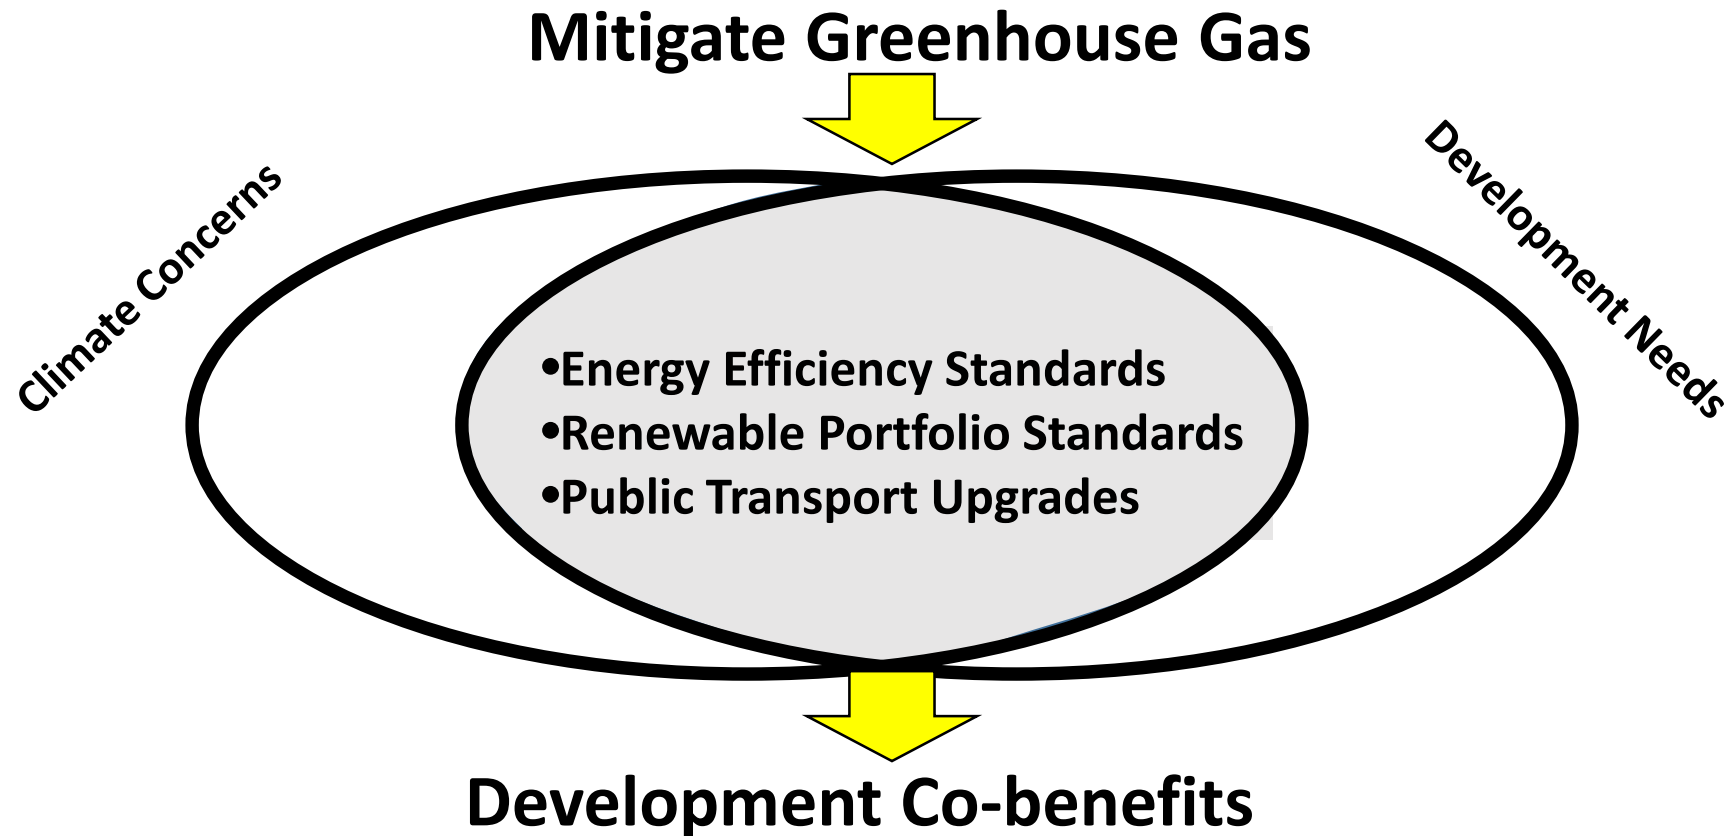 Mitigate Greenhouse Gas
Climate Concerns
Development Needs
•Energy Efficiency Standards
•Renewable Portfolio Standards
•Public Transport Upgrades
Development Co-benefits